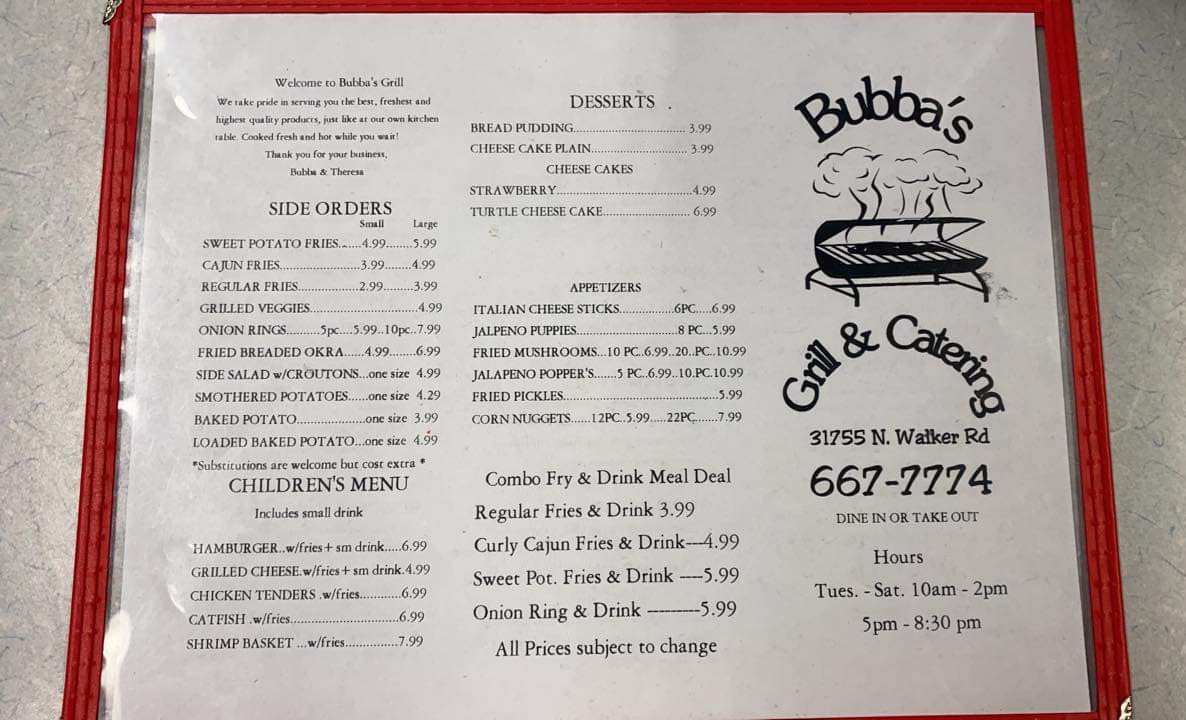 Welcome to Bubba's Grill
We take pride in serving you the best, freshest and
highest quality products, just like at our own kitchen
table. Cooked fresh and hot while you wait!
Thank you for your business,
Bubba & Theresa
SIDE ORDERS
Small Large
SWEET POTATO FRIES.......4.99........5.99
CAJUN FRIES......................3.99........4.99
REGULAR FRIES................2.99........3.99
GRILLED VEGGIES..............................4.99
ONION RINGS.........5pc....5.99..10pc..7.99
FRIED BREADED OKRA......4.99........6.99
SIDE SALAD w/CROUTONS...one size 4.99
SMOTHERED POTATOES......one size 4.29
BAKED POTATO...................one size 3.99
LOADED BAKED POTATO...one size 4.99
*Substitutions are welcome but cost extra *
CHILDREN'S MENU
Includes small drink
HAMBURGER..w/fries+ sm drink.....6.99
GRILLED CHEESE.w/fries+ sm drink.4.99
CHICKEN TENDERS .w/fries............6.99
CATFISH .w/fries...............................6.99
SHRIMP BASKET ...w/fries...............7.99
DESSERTS .
BREAD PUDDING............................... 3.99
CHEESE CAKE PLAIN........................... 3.99
CHEESE CAKES
STRAWBERRY......................................4.99
TURTLE CHEESE CAKE........................ 6.99
APPETIZERS
ITALIAN CHEESE STICKS...............6PC.....6.99
JALPENO PUPPIES............................8 PC...5.99
FRIED MUSHROOMS...10 PC..6.99..20..PC..10.99
JALAPENO POPPER'S.......5 PC..6.99..10.PC.10.99
FRIED PICKLES...........................................5.99
CORN NUGGETS......12PC..5.99.....22PC.......7.99
Combo Fry & Drink Meal Deal
Regular Fries & Drink 3.99
Curly Cajun Fries & Drink---4.99
Sweet Pot. Fries & Drink ----5.99
Onion Ring & Drink ---------5.99
All Prices subject to change
Bubba's
Grill & Catering
31755 N. Walker Rd
667-7774
DINE IN OR TAKE OUT
Hours
Tues. - Sat. 10am - 2pm
5pm - 8:30 pm